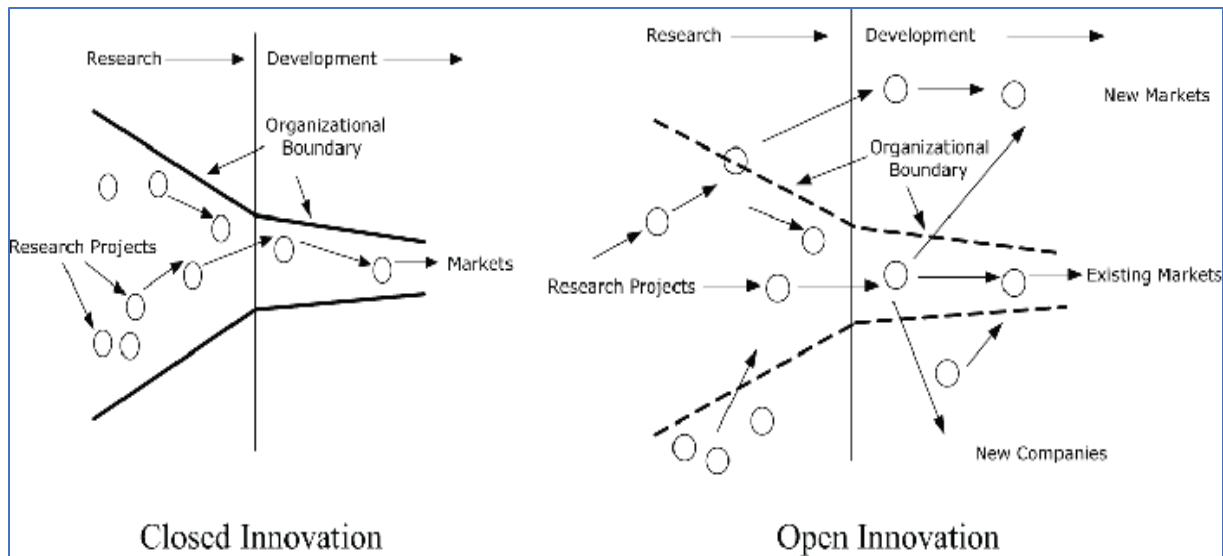 Research
Development
Organizational
Boundary
Research Projects
Markets
Closed Innovation
Research
Development
New Markets
Organizational
Boundary
Research Projects
Existing Markets
New Companies
Open Innovation